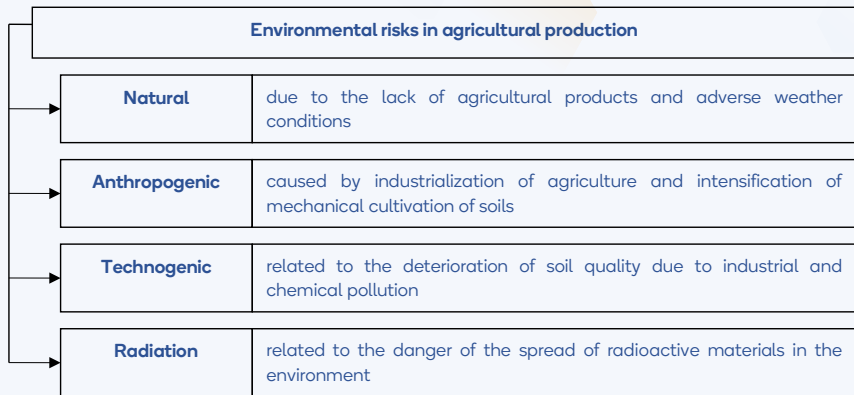 Environmental risks in agricultural production
Natural
due to the lack of agricultural products and adverse weather
conditions
Anthropogenic
caused by industrialization of agriculture and intensification of
mechanical cultivation of soils
Technogenic
related to the deterioration of soil quality due to industrial and
chemical pollution
Radiation
related to the danger of the spread of radioactive materials in the
environment